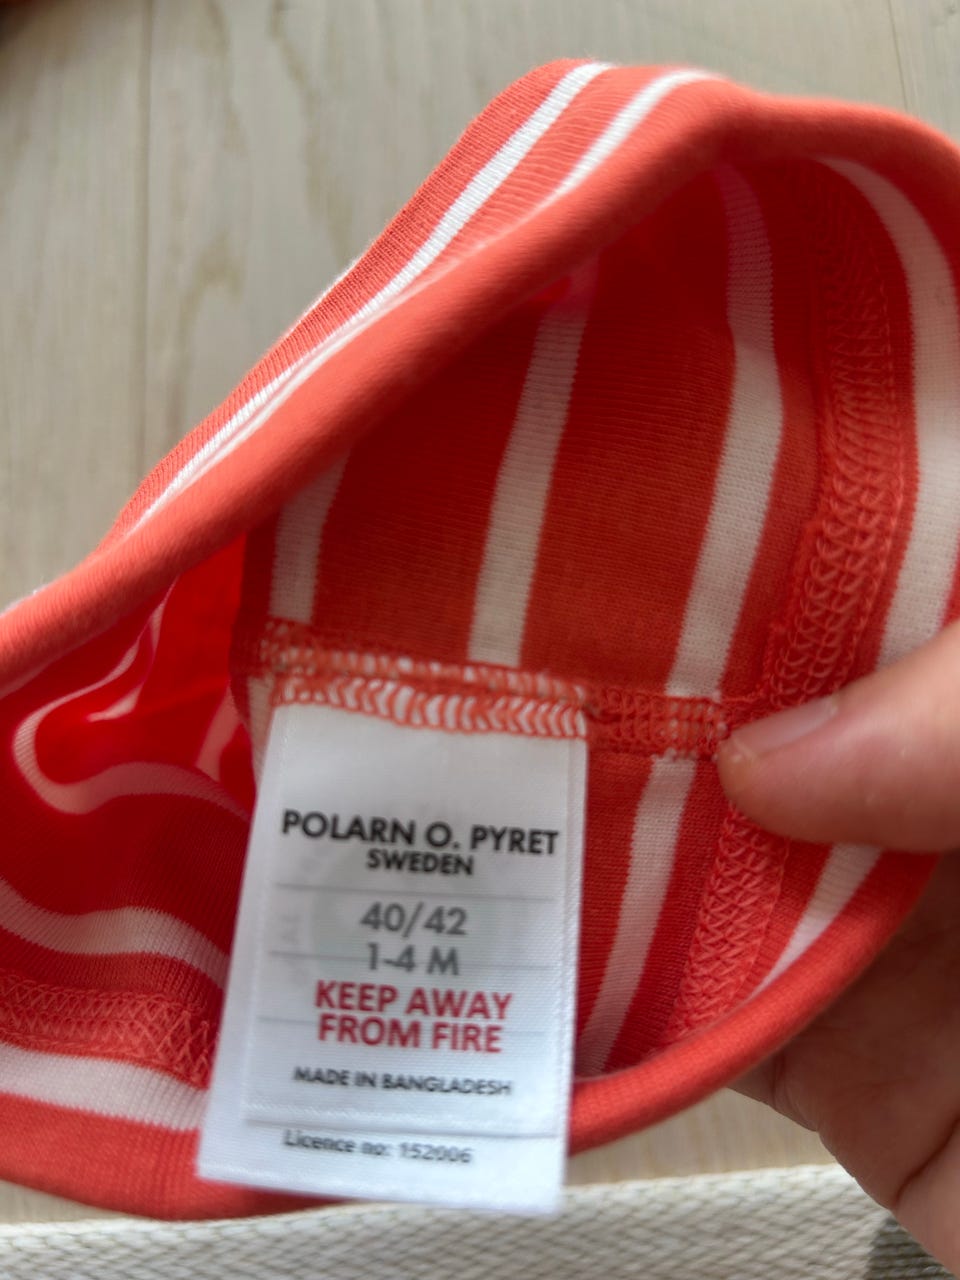 POLARN O. PYRET
SWEDEN
40/42
1-4 M
KEEP AWAY
FROM FIRE
MADE IN BANGLADESH
Licence no: 152006